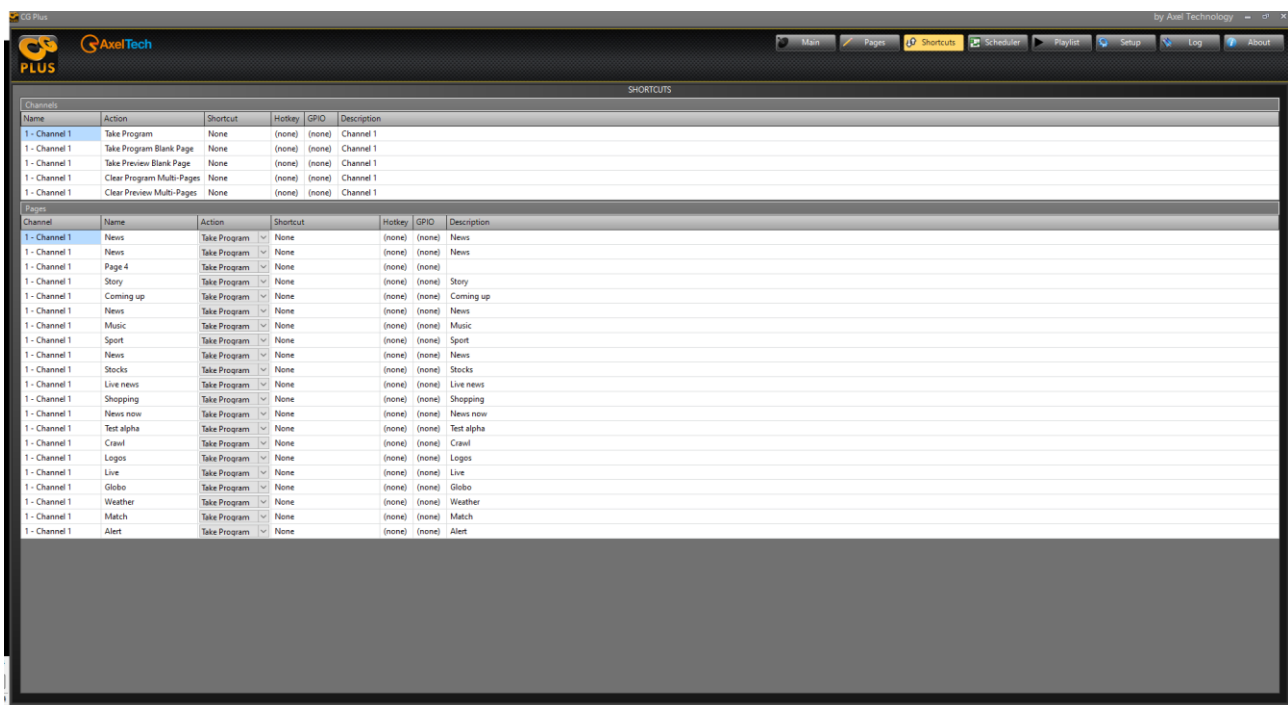 CG Plus by Axel Technology
PLUS AxelTech Main Pages Shortcuts Scheduler Playlist Setup Log About
SHORTCUTS
Channels
Name Action Shortcut Hotkey GPIO Description
1 - Channel 1 Take Program None (none) (none) Channel 1
1 - Channel 1 Take Program Blank Page None (none) (none) Channel 1
1 - Channel 1 Take Preview Blank Page None (none) (none) Channel 1
1 - Channel 1 Clear Program Multi-Pages None (none) (none) Channel 1
1 - Channel 1 Clear Preview Multi-Pages None (none) (none) Channel 1
Pages
Channel Name Action Shortcut Hotkey GPIO Description
1 - Channel 1 News Take Program None (none) (none) News
1 - Channel 1 News Take Program None (none) (none) News
1 - Channel 1 Page 4 Take Program None (none) (none)
1 - Channel 1 Story Take Program None (none) (none) Story
1 - Channel 1 Coming up Take Program None (none) (none) Coming up
1 - Channel 1 News Take Program None (none) (none) News
1 - Channel 1 Music Take Program None (none) (none) Music
1 - Channel 1 Sport Take Program None (none) (none) Sport
1 - Channel 1 News Take Program None (none) (none) News
1 - Channel 1 Stocks Take Program None (none) (none) Stocks
1 - Channel 1 Live news Take Program None (none) (none) Live news
1 - Channel 1 Shopping Take Program None (none) (none) Shopping
1 - Channel 1 News now Take Program None (none) (none) News now
1 - Channel 1 Test alpha Take Program None (none) (none) Test alpha
1 - Channel 1 Crawl Take Program None (none) (none) Crawl
1 - Channel 1 Logos Take Program None (none) (none) Logos
1 - Channel 1 Live Take Program None (none) (none) Live
1 - Channel 1 Globo Take Program None (none) (none) Globo
1 - Channel 1 Weather Take Program None (none) (none) Weather
1 - Channel 1 Match Take Program None (none) (none) Match
1 - Channel 1 Alert Take Program None (none) (none) Alert